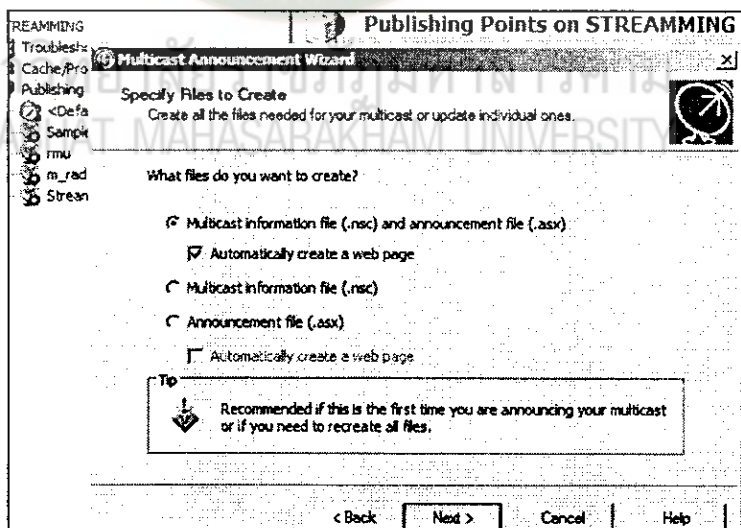 REAMMING
Publishing Points on STREAMMING
Troublesh
Cache/Pro
Publishing
<Defa
Sample
rmu
m_rad
Stream
Multicast Announcement Wizard
Specify Files to Create
Create all the files needed for your multicast or update individual ones.
MAHASARAKHAM UNIVERSITY
What files do you want to create?
Multicast information file (.nsc) and announcement file (.asx)
Automatically create a web page
Multicast information file (.nsc)
Announcement file (.asx)
Automatically create a web page
Tip
Recommended if this is the first time you are announcing your multicast
or if you need to recreate all files.
< Back
Next >
Cancel
Help